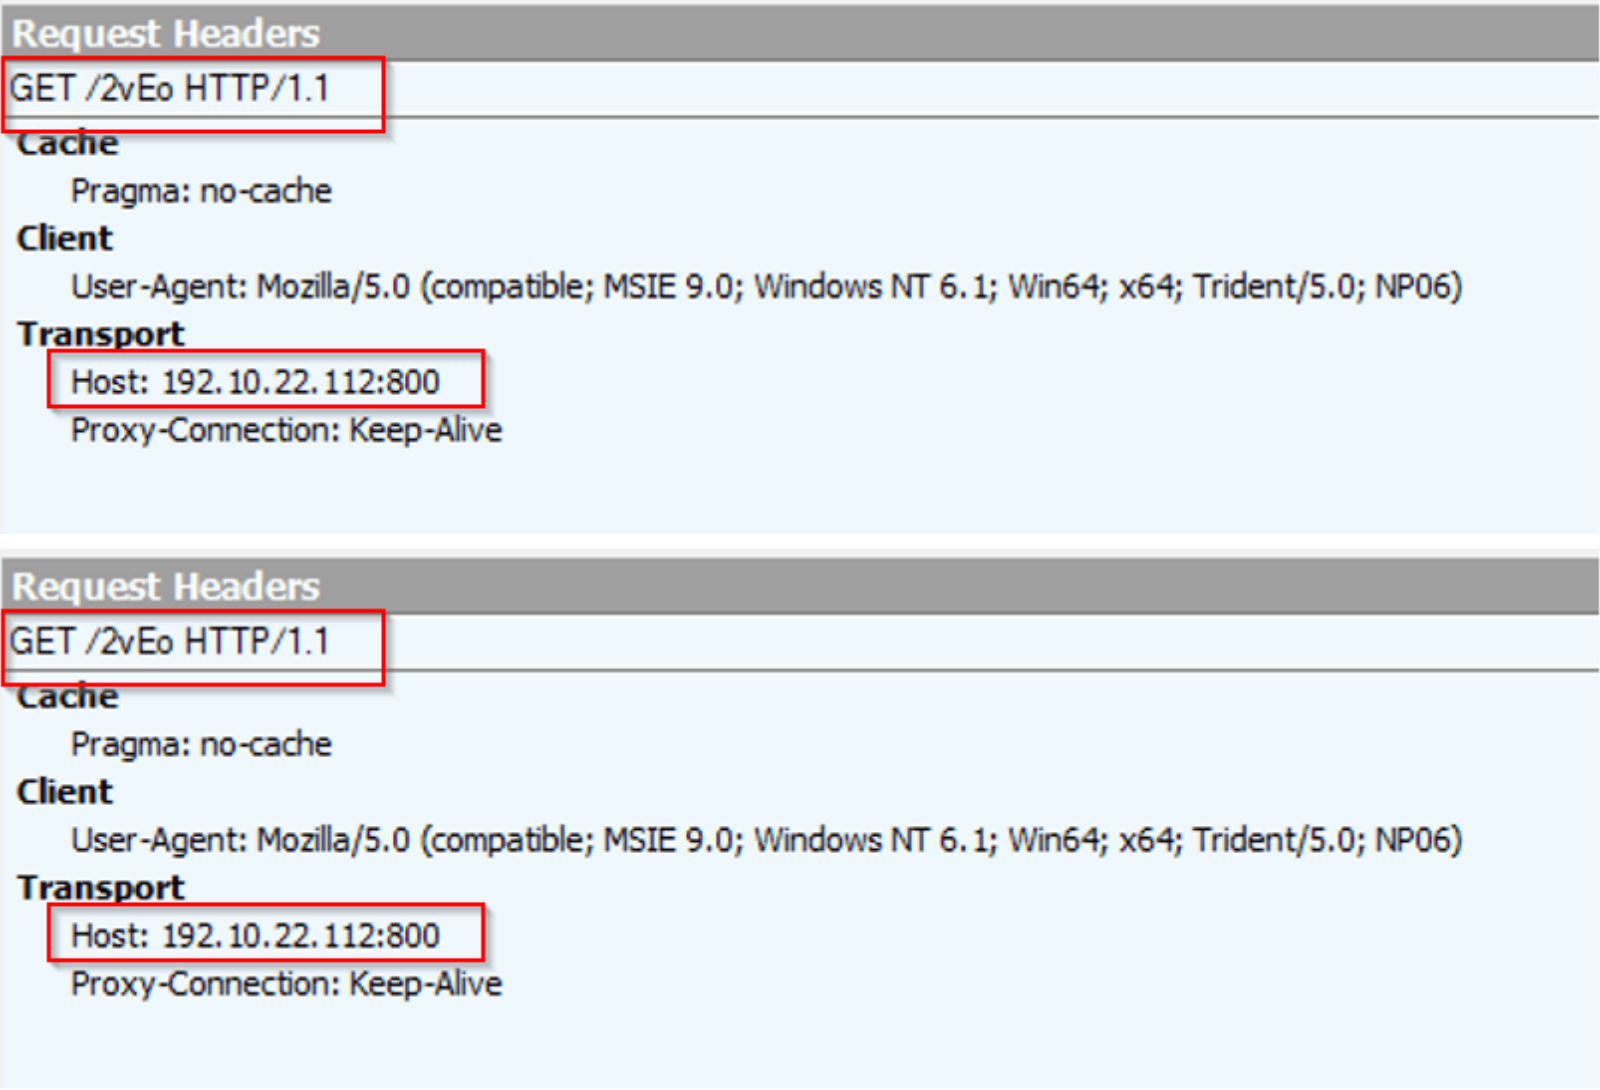 Request Headers
GET /2vEo HTTP/1.1
Cache
Pragma: no-cache
Client
User-Agent: Mozilla/5.0 (compatible; MSIE 9.0; Windows NT 6.1; Win64; x64; Trident/5.0; NP06)
Transport
Host: 192.10.22.112:800
Proxy-Connection: Keep-Alive
Request Headers
GET /2vEo HTTP/1.1
Cache
Pragma: no-cache
Client
User-Agent: Mozilla/5.0 (compatible; MSIE 9.0; Windows NT 6.1; Win64; x64; Trident/5.0; NP06)
Transport
Host: 192.10.22.112:800
Proxy-Connection: Keep-Alive